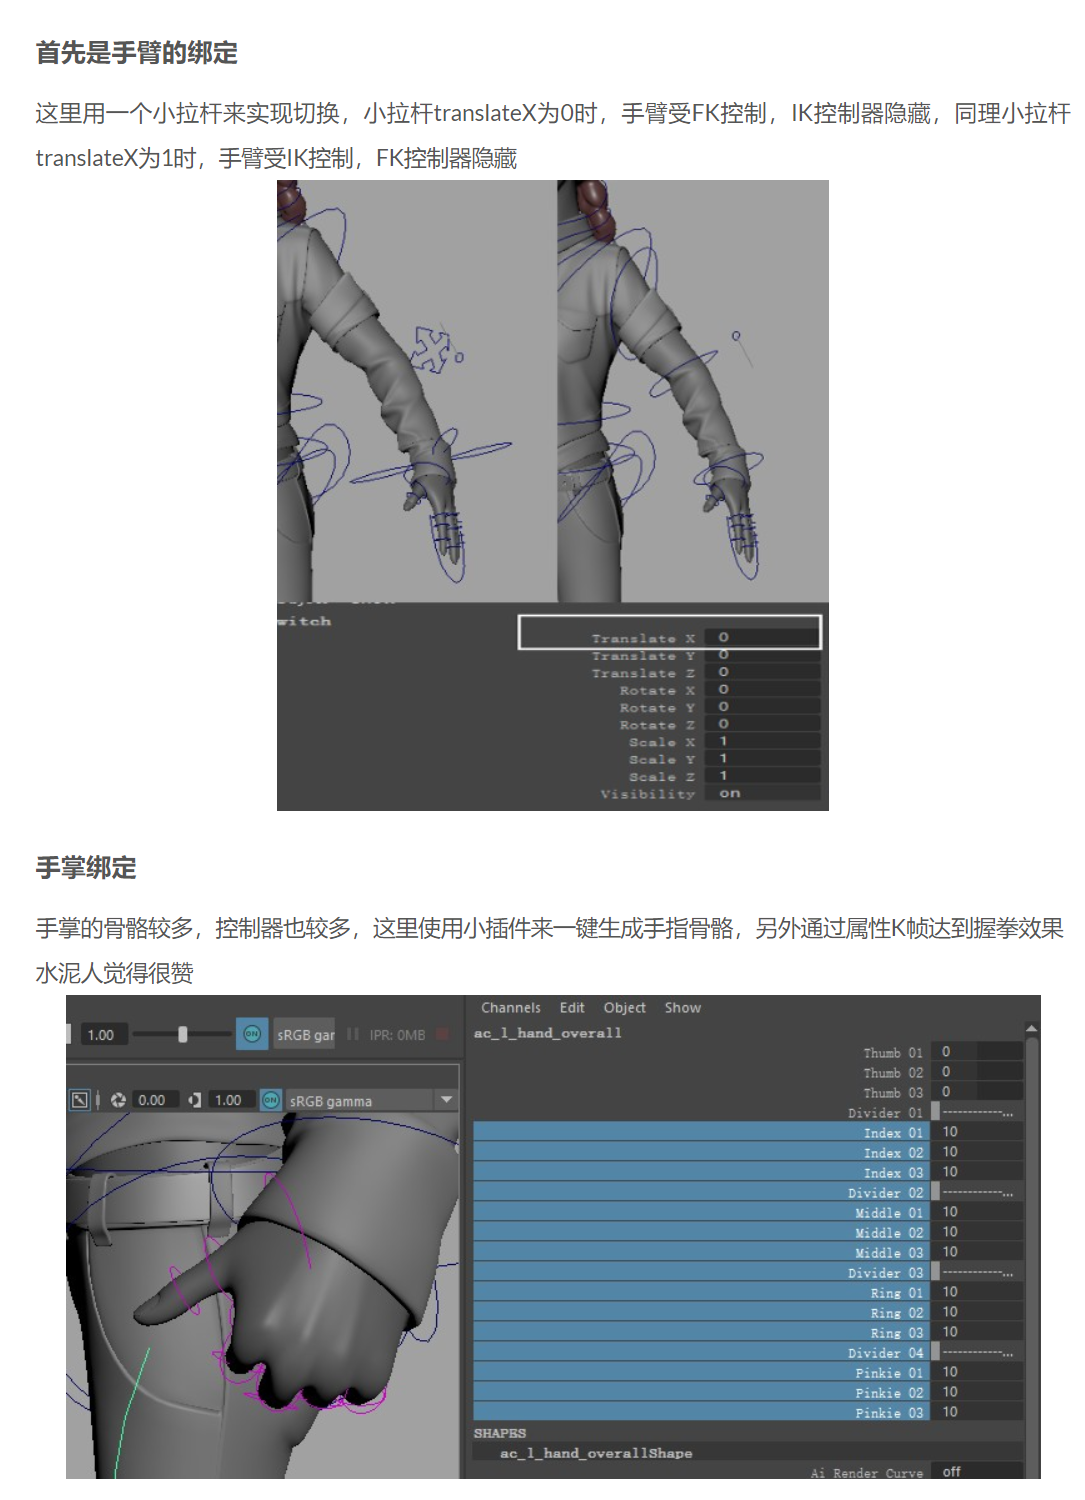 首先是手臂的绑定
这里用一个小拉杆来实现切换，小拉杆translateX为0时，手臂受FK控制，IK控制器隐藏，同理小拉杆
translateX为1时，手臂受IK控制，FK控制器隐藏
witch
Translate X 0
Translate Y 0
Translate Z 0
Rotate X 0
Rotate Y 0
Rotate Z 0
Scale X 1
Scale Y 1
Scale Z 1
Visibility on
手掌绑定
手掌的骨骼较多，控制器也较多，这里使用小插件来一键生成手指骨骼，另外通过属性K帧达到握拳效果
水泥人觉得很赞
1.00 ON sRGB gar IPR: 0MB
0.00 1.00 ON sRGB gamma
Channels Edit Object Show
ac_l_hand_overall
Thumb 01 0
Thumb 02 0
Thumb 03 0
Divider 01 ------------...
Index 01 10
Index 02 10
Index 03 10
Divider 02 ------------...
Middle 01 10
Middle 02 10
Middle 03 10
Divider 03 ------------...
Ring 01 10
Ring 02 10
Ring 03 10
Divider 04 ------------...
Pinkie 01 10
Pinkie 02 10
Pinkie 03 10
SHAPES
ac_l_hand_overallShape
Ai Render Curve off